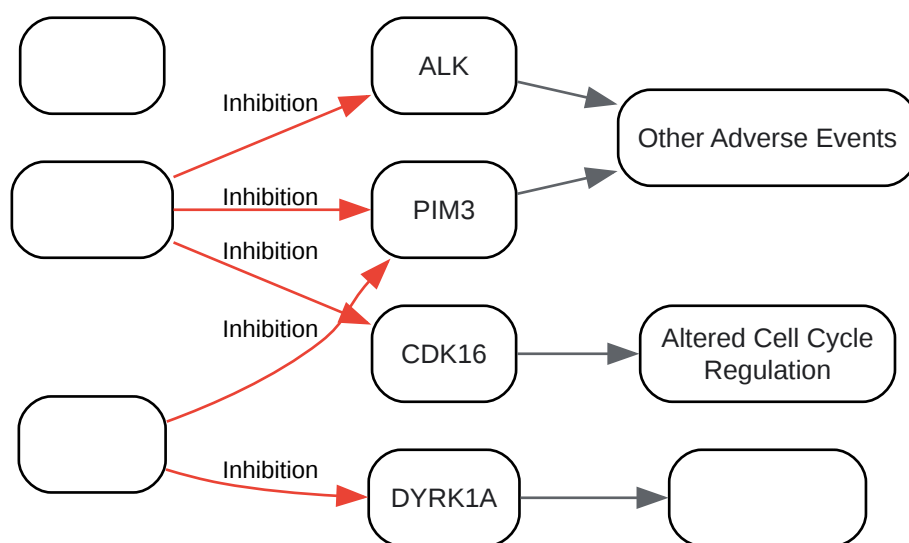 ALK
Inhibition
Other Adverse Events
Inhibition
PIM3
Inhibition
Inhibition
CDK16
Altered Cell Cycle
Regulation
Inhibition
DYRK1A